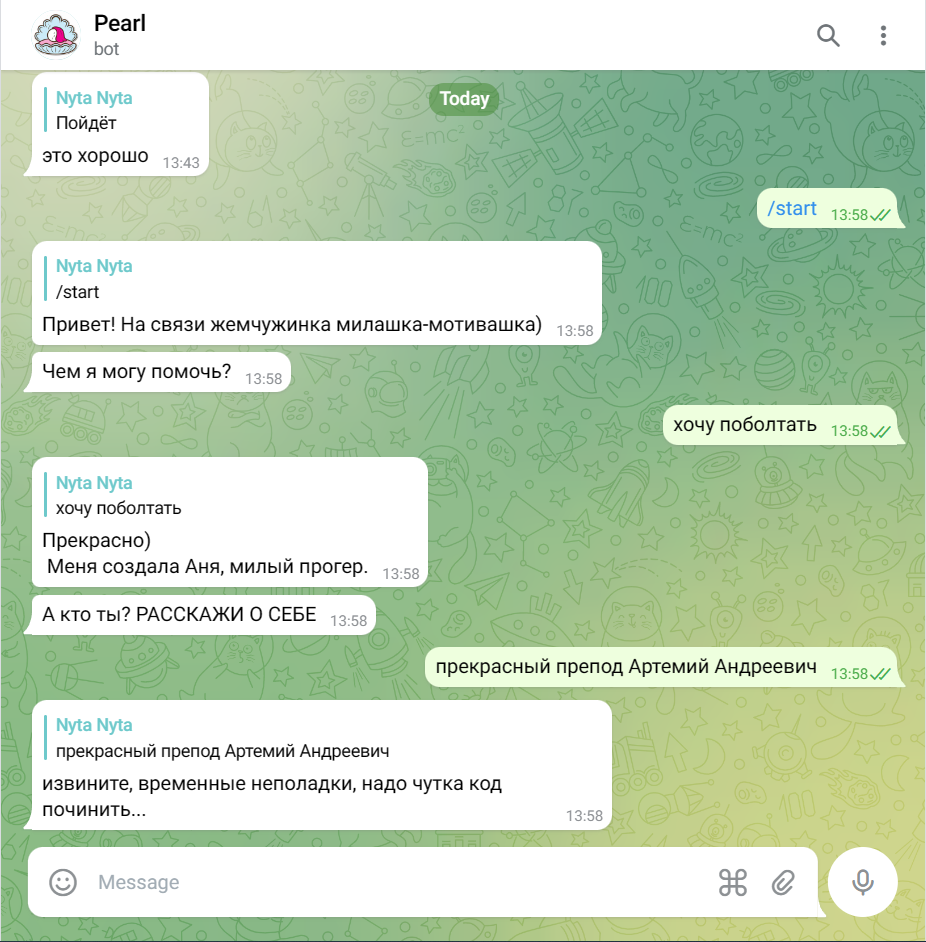 Pearl
bot
Today
Nyta Nyta
Пойдёт
это хорошо 13:43
/start 13:58
Nyta Nyta
/start
Привет! На связи жемчужинка милашка-мотивашка) 13:58
Чем я могу помочь? 13:58
хочу поболтать 13:58
Nyta Nyta
хочу поболтать
Прекрасно)
Меня создала Аня, милый прогер. 13:58
А кто ты? РАССКАЖИ О СЕБЕ 13:58
прекрасный препод Артемий Андреевич 13:58
Nyta Nyta
прекрасный препод Артемий Андреевич
извините, временные неполадки, надо чутка код
починить... 13:58
Message